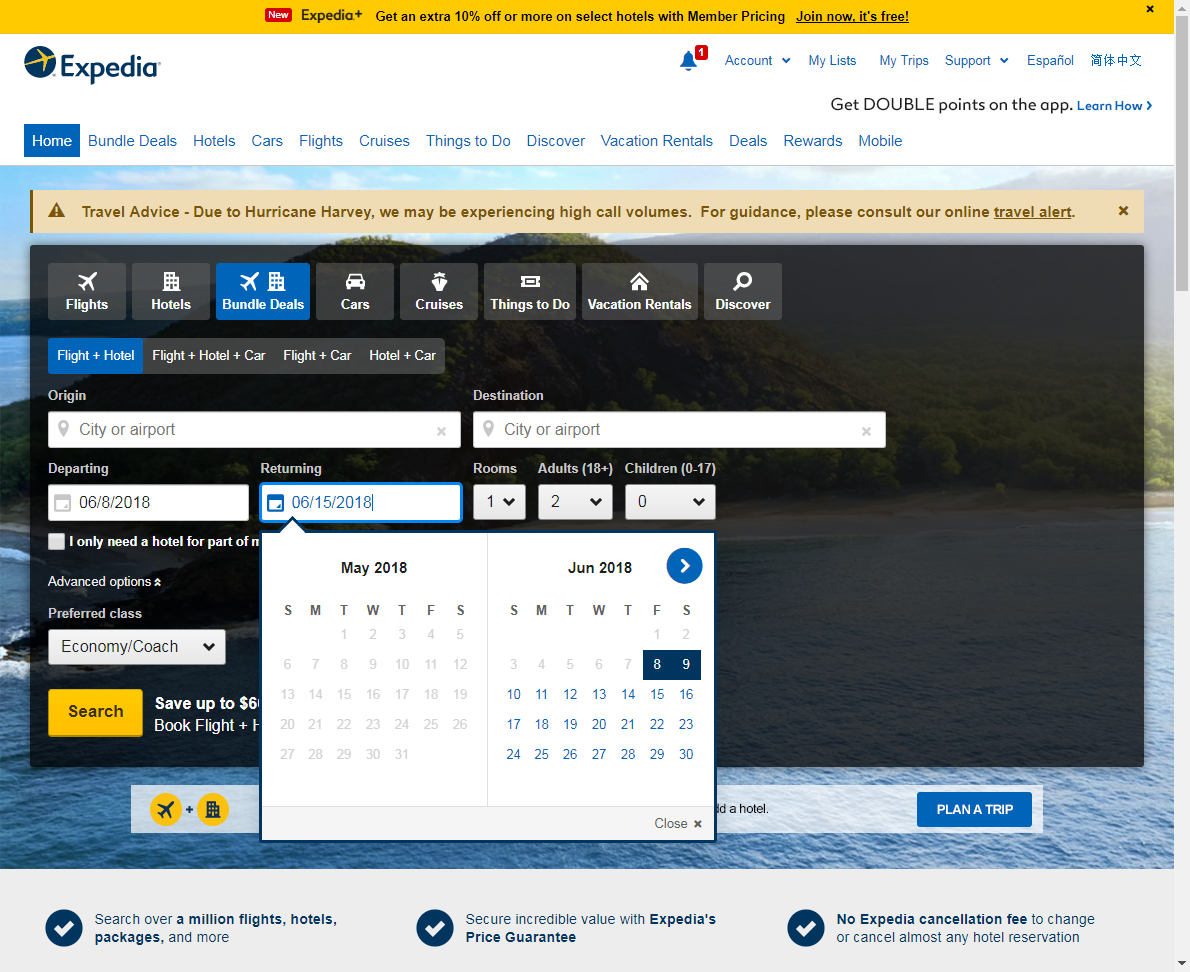 New Expedia+ Get an extra 10% off or more on select hotels with Member Pricing Join now, it's free!
Expedia
1 Account My Lists My Trips Support Español 简体中文
Get DOUBLE points on the app. Learn How
Home Bundle Deals Hotels Cars Flights Cruises Things to Do Discover Vacation Rentals Deals Rewards Mobile
Travel Advice - Due to Hurricane Harvey, we may be experiencing high call volumes. For guidance, please consult our online travel alert.
Flights Hotels Bundle Deals Cars Cruises Things to Do Vacation Rentals Discover
Flight + Hotel Flight + Hotel + Car Flight + Car Hotel + Car
Origin Destination
City or airport City or airport
Departing Returning Rooms Adults (18+) Children (0-17)
06/8/2018 06/15/2018 1 2 0
I only need a hotel for part of m
Advanced options
Preferred class
Economy/Coach
Search
Save up to $6
Book Flight + H
May 2018
S M T W T F S
1 2 3 4 5
6 7 8 9 10 11 12
13 14 15 16 17 18 19
20 21 22 23 24 25 26
27 28 29 30 31
Jun 2018
S M T W T F S
1 2
3 4 5 6 7 8 9
10 11 12 13 14 15 16
17 18 19 20 21 22 23
24 25 26 27 28 29 30
Close
+ dd a hotel. PLAN A TRIP
Search over a million flights, hotels,
packages, and more
Secure incredible value with Expedia's
Price Guarantee
No Expedia cancellation fee to change
or cancel almost any hotel reservation